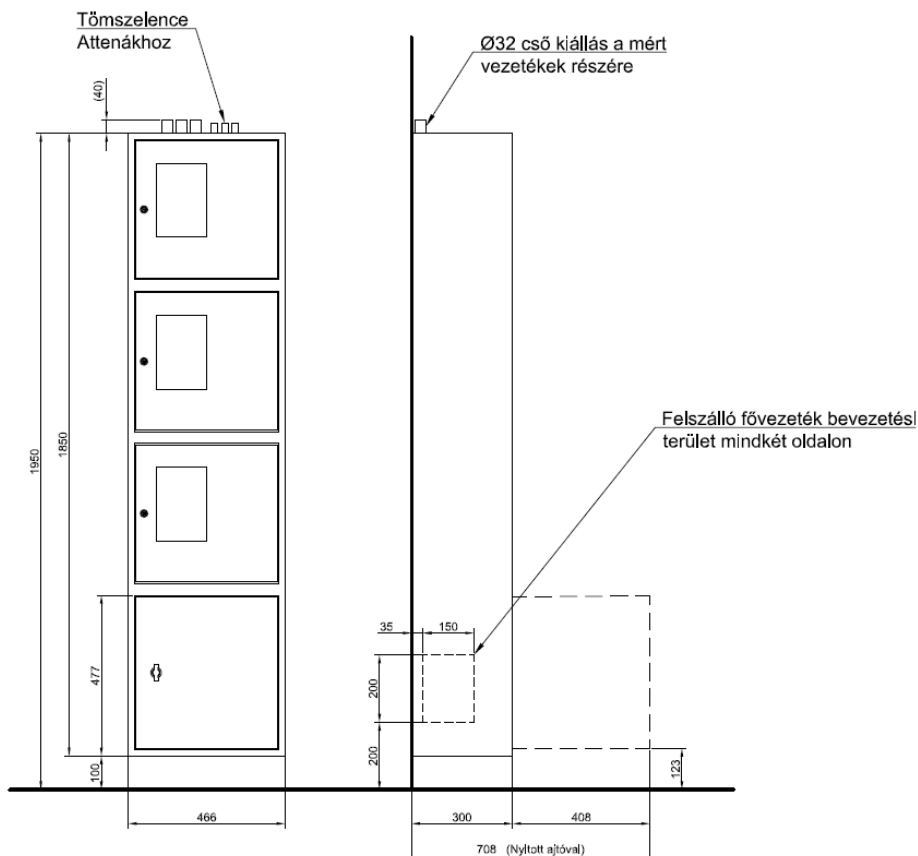 Tömszelence
Attenákhoz
Ø32 cső kiállás a mért
vezetékek részére
(40)
Felszálló fővezeték bevezetési
terület mindkét oldalon
1950
1850
477
100
466
35
150
200
200
123
300
408
708 (Nyitott ajtóval)